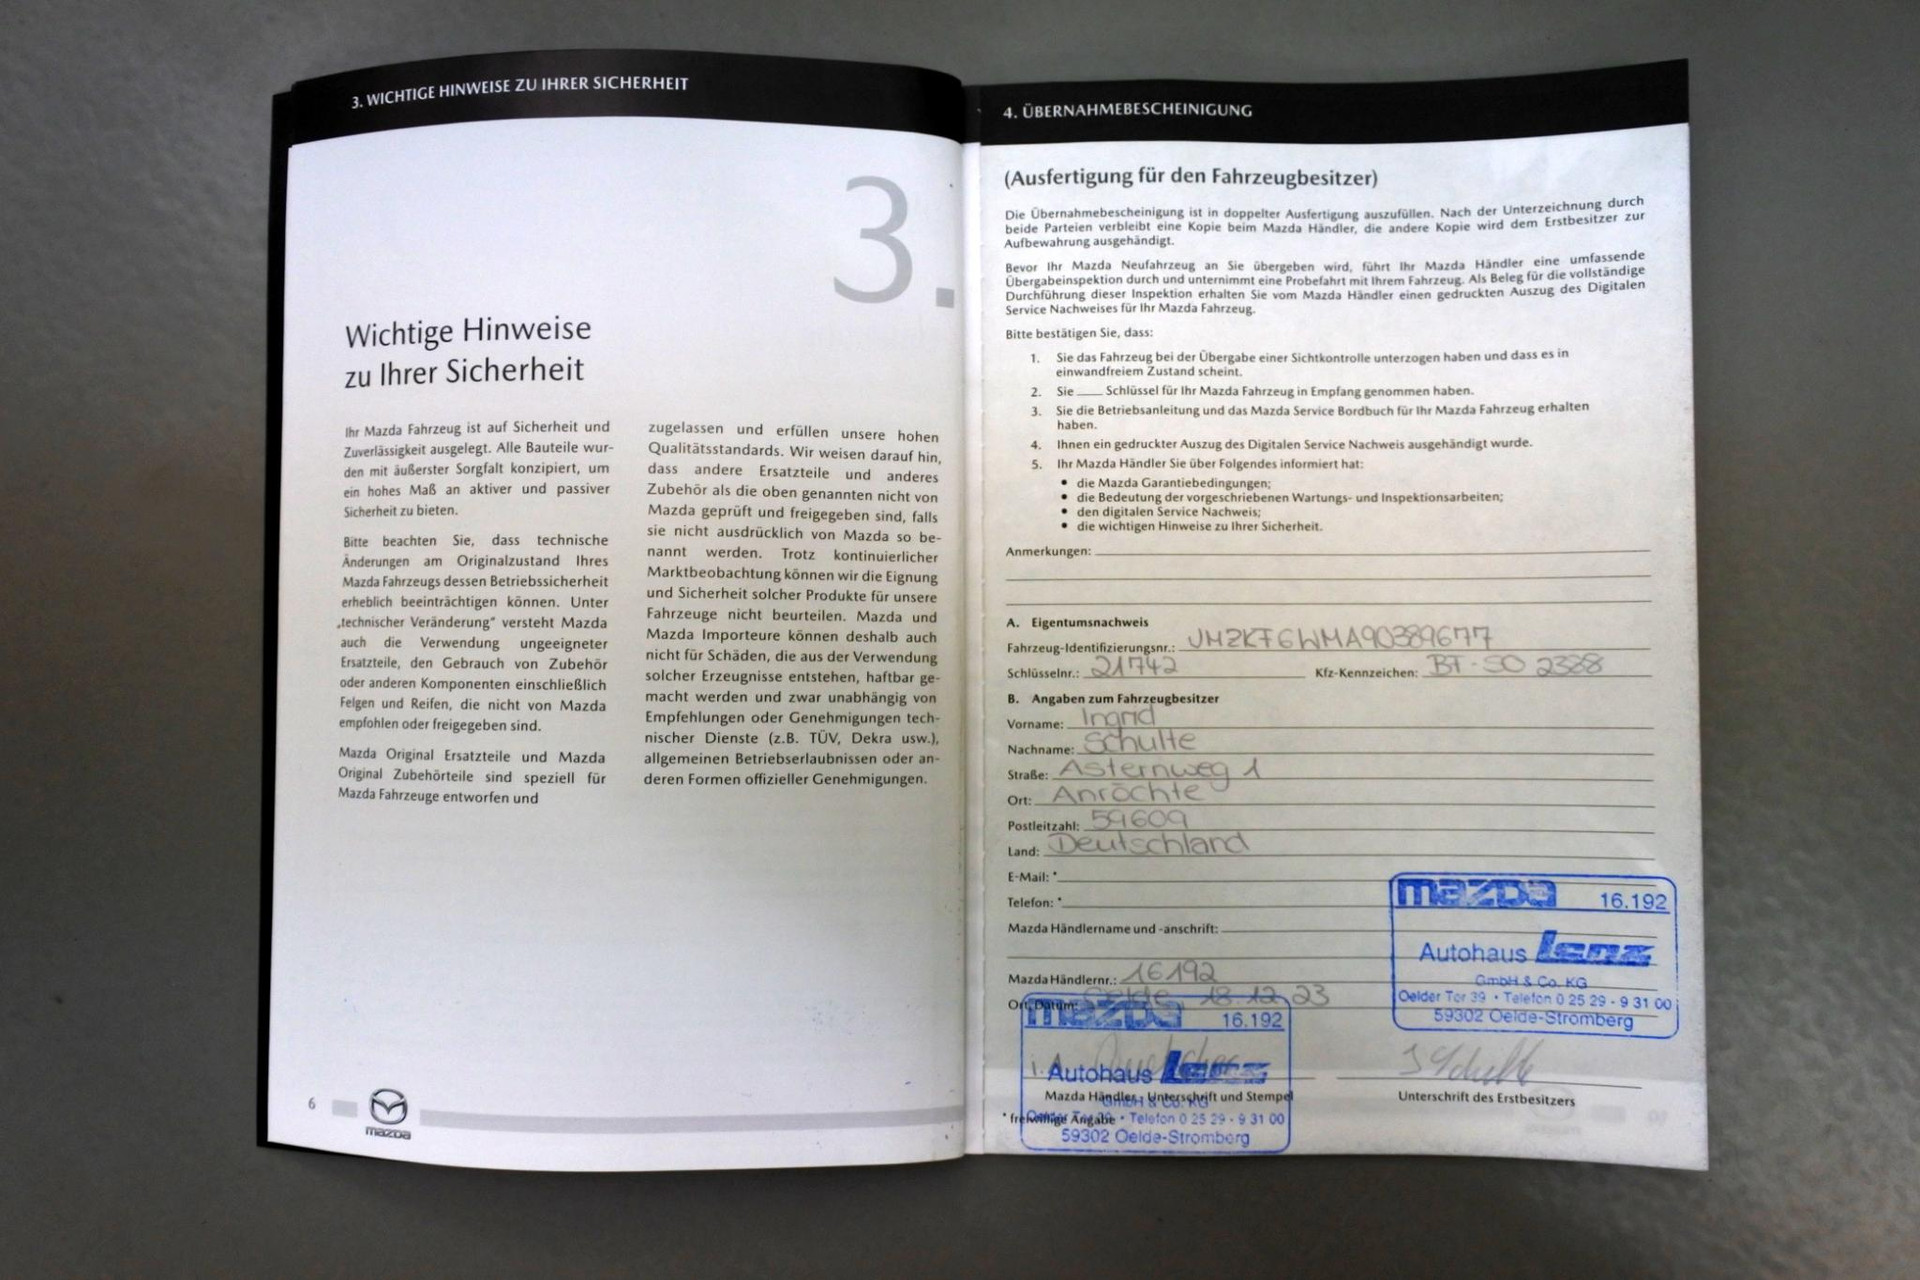 3. WICHTIGE HINWEISE ZU IHRER SICHERHEIT
3.
Wichtige Hinweise
zu Ihrer Sicherheit
Ihr Mazda Fahrzeug ist auf Sicherheit und
Zuverlässigkeit ausgelegt. Alle Bauteile wur-
den mit äußerster Sorgfalt konzipiert, um
ein hohes Maß an aktiver und passiver
Sicherheit zu bieten.
Bitte beachten Sie, dass technische
Änderungen am Originalzustand Ihres
Mazda Fahrzeugs dessen Betriebssicherheit
erheblich beeinträchtigen können. Unter
„technischer Veränderung“ versteht Mazda
auch die Verwendung ungeeigneter
Ersatzteile, den Gebrauch von Zubehör
oder anderen Komponenten einschließlich
Felgen und Reifen, die nicht von Mazda
empfohlen oder freigegeben sind.
Mazda Original Ersatzteile und Mazda
Original Zubehörteile sind speziell für
Mazda Fahrzeuge entworfen und
zugelassen und erfüllen unsere hohen
Qualitätsstandards. Wir weisen darauf hin,
dass andere Ersatzteile und anderes
Zubehör als die oben genannten nicht von
Mazda geprüft und freigegeben sind, falls
sie nicht ausdrücklich von Mazda so be-
nannt werden. Trotz kontinuierlicher
Marktbeobachtung können wir die Eignung
und Sicherheit solcher Produkte für unsere
Fahrzeuge nicht beurteilen. Mazda und
Mazda Importeure können deshalb auch
nicht für Schäden, die aus der Verwendung
solcher Erzeugnisse entstehen, haftbar ge-
macht werden und zwar unabhängig von
Empfehlungen oder Genehmigungen tech-
nischer Dienste (z.B. TÜV, Dekra usw.),
allgemeinen Betriebserlaubnissen oder an-
deren Formen offizieller Genehmigungen.
6
mazda
4. ÜBERNAHMEBESCHEINIGUNG
(Ausfertigung für den Fahrzeugbesitzer)
Die Übernahmebescheinigung ist in doppelter Ausfertigung auszufüllen. Nach der Unterzeichnung durch
beide Parteien verbleibt eine Kopie beim Mazda Händler, die andere Kopie wird dem Erstbesitzer zur
Aufbewahrung ausgehändigt.
Bevor Ihr Mazda Neufahrzeug an Sie übergeben wird, führt Ihr Mazda Händler eine umfassende
Übergabeinspektion durch und unternimmt eine Probefahrt mit Ihrem Fahrzeug. Als Beleg für die vollständige
Durchführung dieser Inspektion erhalten Sie vom Mazda Händler einen gedruckten Auszug des Digitalen
Service Nachweises für Ihr Mazda Fahrzeug.
Bitte bestätigen Sie, dass:
1. Sie das Fahrzeug bei der Übergabe einer Sichtkontrolle unterzogen haben und dass es in
einwandfreiem Zustand scheint.
2. Sie ____ Schlüssel für Ihr Mazda Fahrzeug in Empfang genommen haben.
3. Sie die Betriebsanleitung und das Mazda Service Bordbuch für Ihr Mazda Fahrzeug erhalten
haben.
4. Ihnen ein gedruckter Auszug des Digitalen Service Nachweis ausgehändigt wurde.
5. Ihr Mazda Händler Sie über Folgendes informiert hat:
• die Mazda Garantiebedingungen;
• die Bedeutung der vorgeschriebenen Wartungs- und Inspektionsarbeiten;
• den digitalen Service Nachweis;
• die wichtigen Hinweise zu Ihrer Sicherheit.
Anmerkungen:
A. Eigentumsnachweis
Fahrzeug-Identifizierungsnr.: JMZKF6WMA90389677
Schlüsselnr.: 21742 Kfz-Kennzeichen: BF-SO 2388
B. Angaben zum Fahrzeugbesitzer
Vorname: Ingrid
Nachname: Schulte
Straße: Asternweg 1
Ort: Anröchte
Postleitzahl: 59609
Land: Deutschland
E-Mail: *
Telefon: *
Mazda Händlername und -anschrift:
mazda 16.192
Autohaus Lenz
GmbH & Co. KG
Oelder Tor 39 • Telefon 0 25 29 - 9 31 00
59302 Oelde-Stromberg
Mazda Händlernr.: 16192
Ort, Datum: Oelde, 18.12.23
mazda 16.192
Autohaus Lenz
GmbH & Co. KG
Oelder Tor 39 • Telefon 0 25 29 - 9 31 00
59302 Oelde-Stromberg
i.A.
J Schulte
Mazda Händler - Unterschrift und Stempel
Unterschrift des Erstbesitzers
* freiwillige Angabe